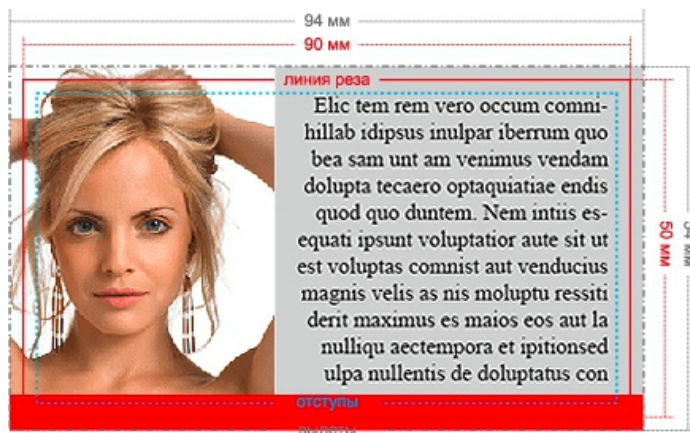 94 мм
90 мм
линия реза
Elic tem rem vero occum comni-
hillab idipsus inulpar iberrum quo
bea sam unt am venimus vendam
dolupta tecaero optaquiatiae endis
quod quo duntem. Nem intiis es-
equati ipsunt voluptatior aute sit ut
est voluptas comnist aut venducius
magnis velis as nis moluptu ressiti
derit maximus es maios eos aut la
nulliqu aectempora et ipitionsed
ulpa nullentis de doluptatus con
50 мм
54 мм
отступы